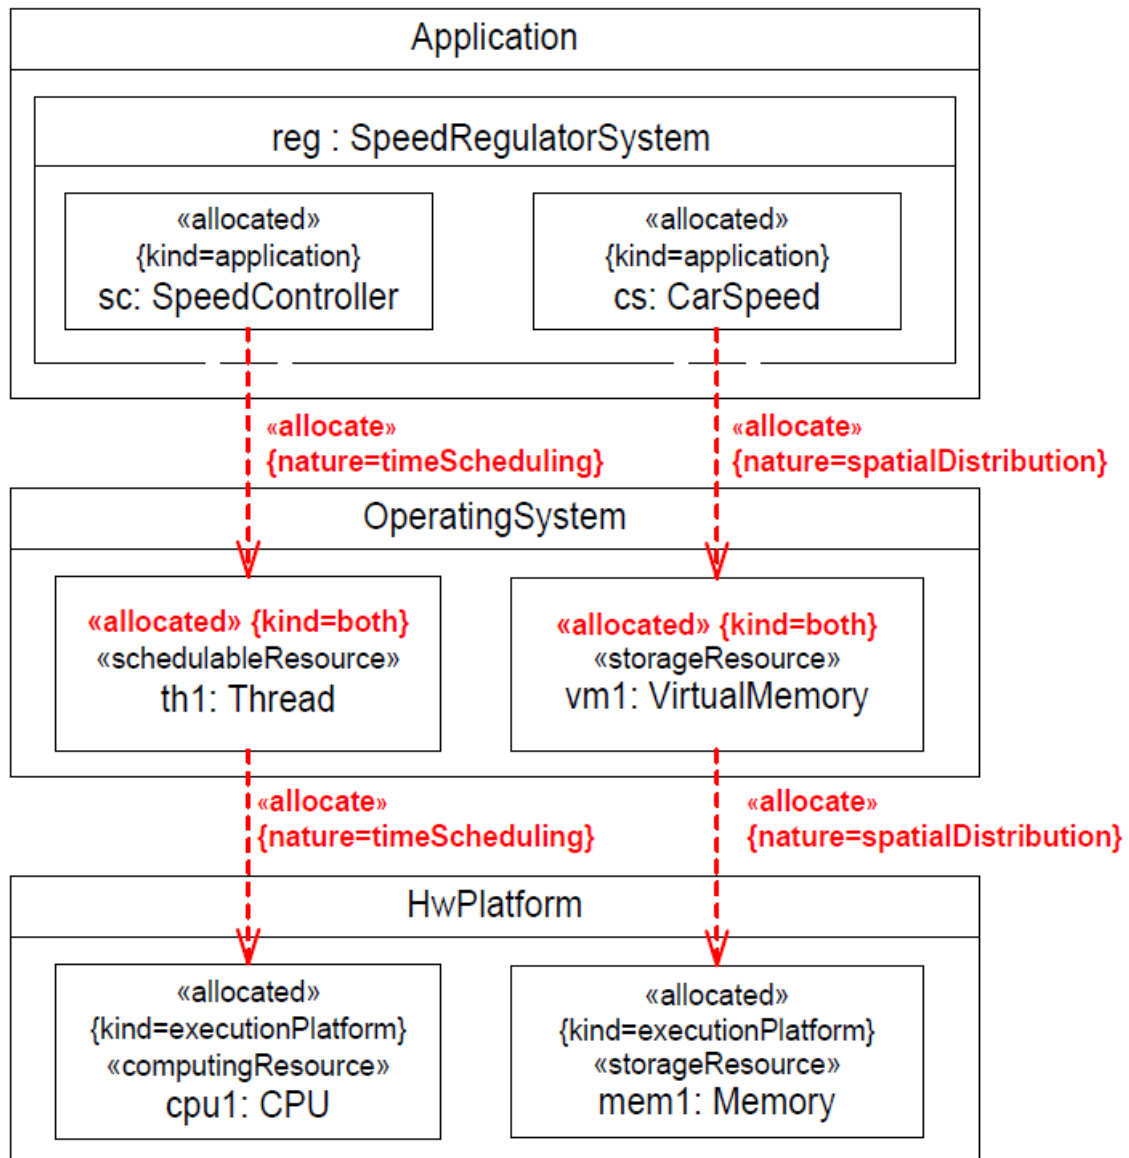 Application
reg : SpeedRegulatorSystem
«allocated»
{kind=application}
sc: SpeedController
«allocated»
{kind=application}
cs: CarSpeed
«allocate»
{nature=timeScheduling}
«allocate»
{nature=spatialDistribution}
OperatingSystem
«allocated» {kind=both}
«schedulableResource»
th1: Thread
«allocated» {kind=both}
«storageResource»
vm1: VirtualMemory
«allocate»
{nature=timeScheduling}
«allocate»
{nature=spatialDistribution}
HwPlatform
«allocated»
{kind=executionPlatform}
«computingResource»
cpu1: CPU
«allocated»
{kind=executionPlatform}
«storageResource»
mem1: Memory